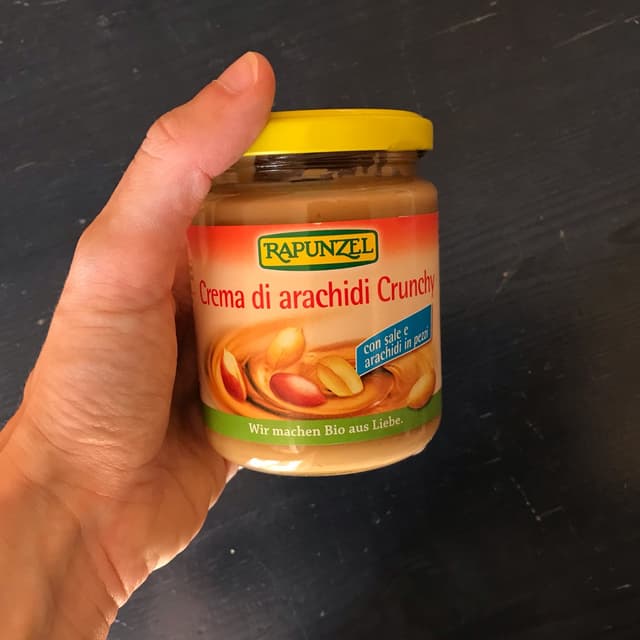 RAPUNZEL
Crema di arachidi Crunchy
con sale e
arachidi in pezzi
Wir machen Bio aus Liebe.